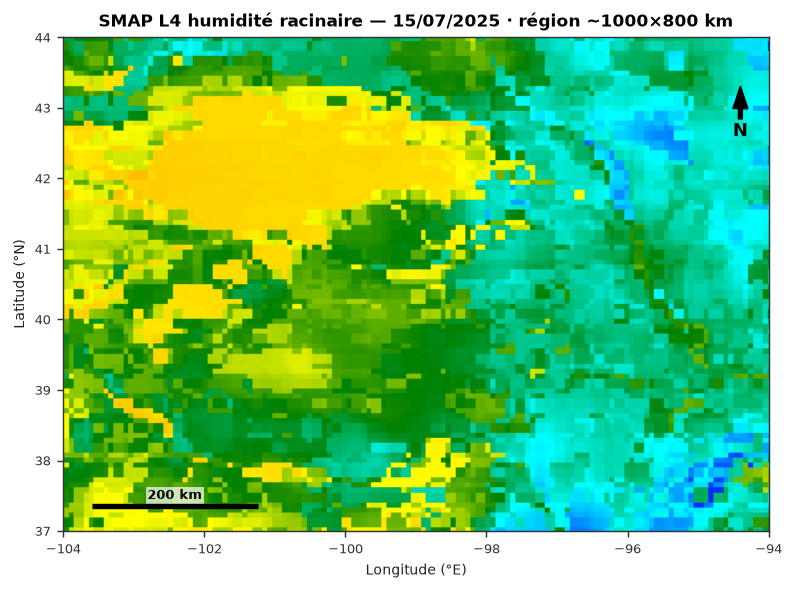 SMAP L4 humidité racinaire — 15/07/2025 · région ~1000×800 km
44
43
42
41
40
39
38
37
Latitude (°N)
N
200 km
−104
−102
−100
−98
−96
−94
Longitude (°E)